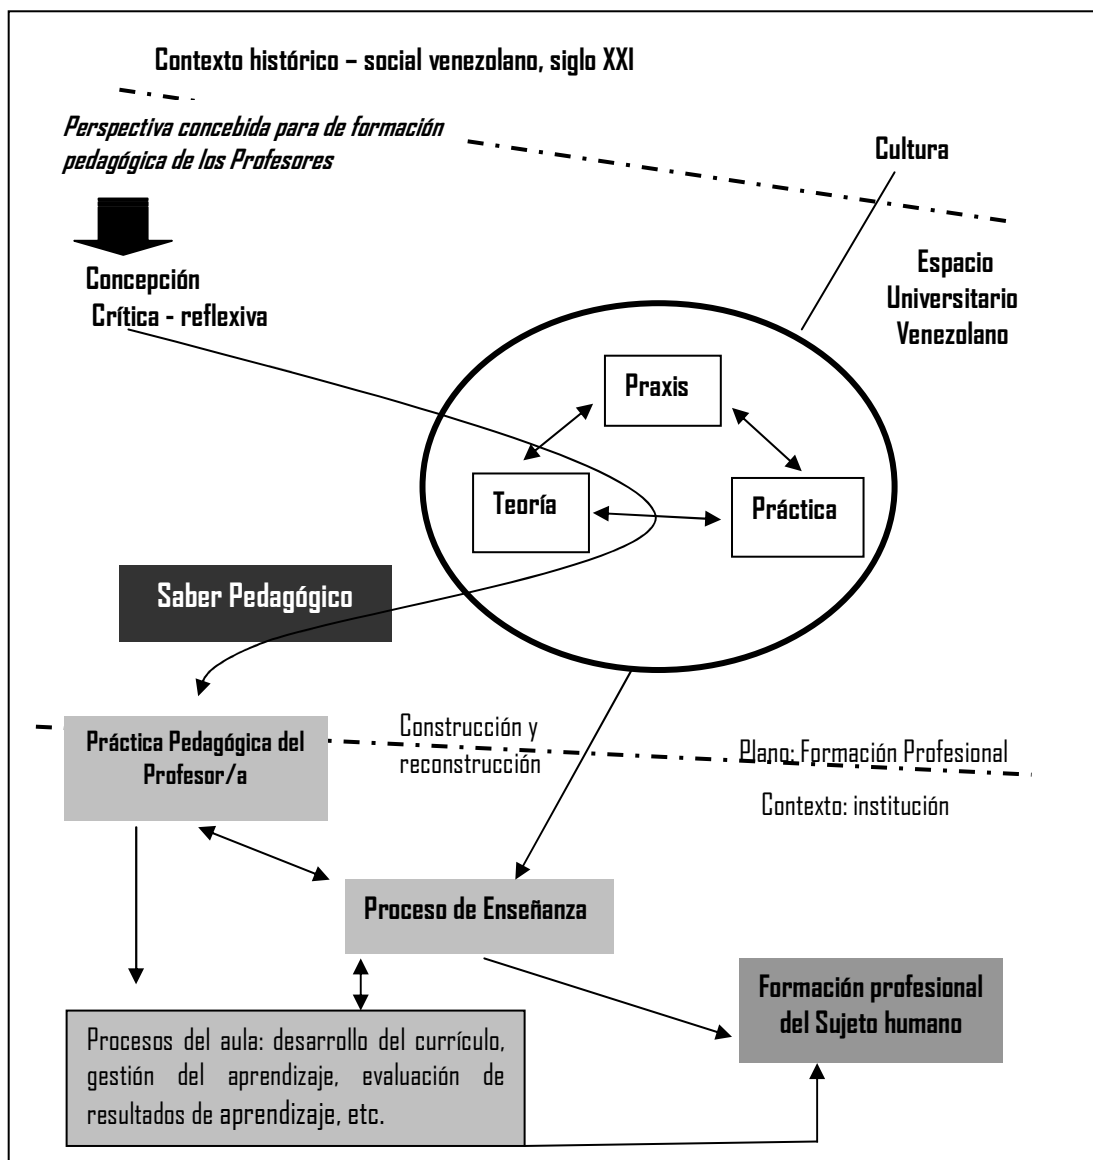 Contexto histórico – social venezolano, siglo XXI
Perspectiva concebida para de formación
pedagógica de los Profesores
Cultura
Concepción
Crítica - reflexiva
Espacio
Universitario
Venezolano
Praxis
Teoría
Práctica
Saber Pedagógico
Práctica Pedagógica del
Profesor/a
Construcción y
reconstrucción
Plano: Formación Profesional
Contexto: institución
Proceso de Enseñanza
Formación profesional
del Sujeto humano
Procesos del aula: desarrollo del currículo,
gestión del aprendizaje, evaluación de
resultados de aprendizaje, etc.